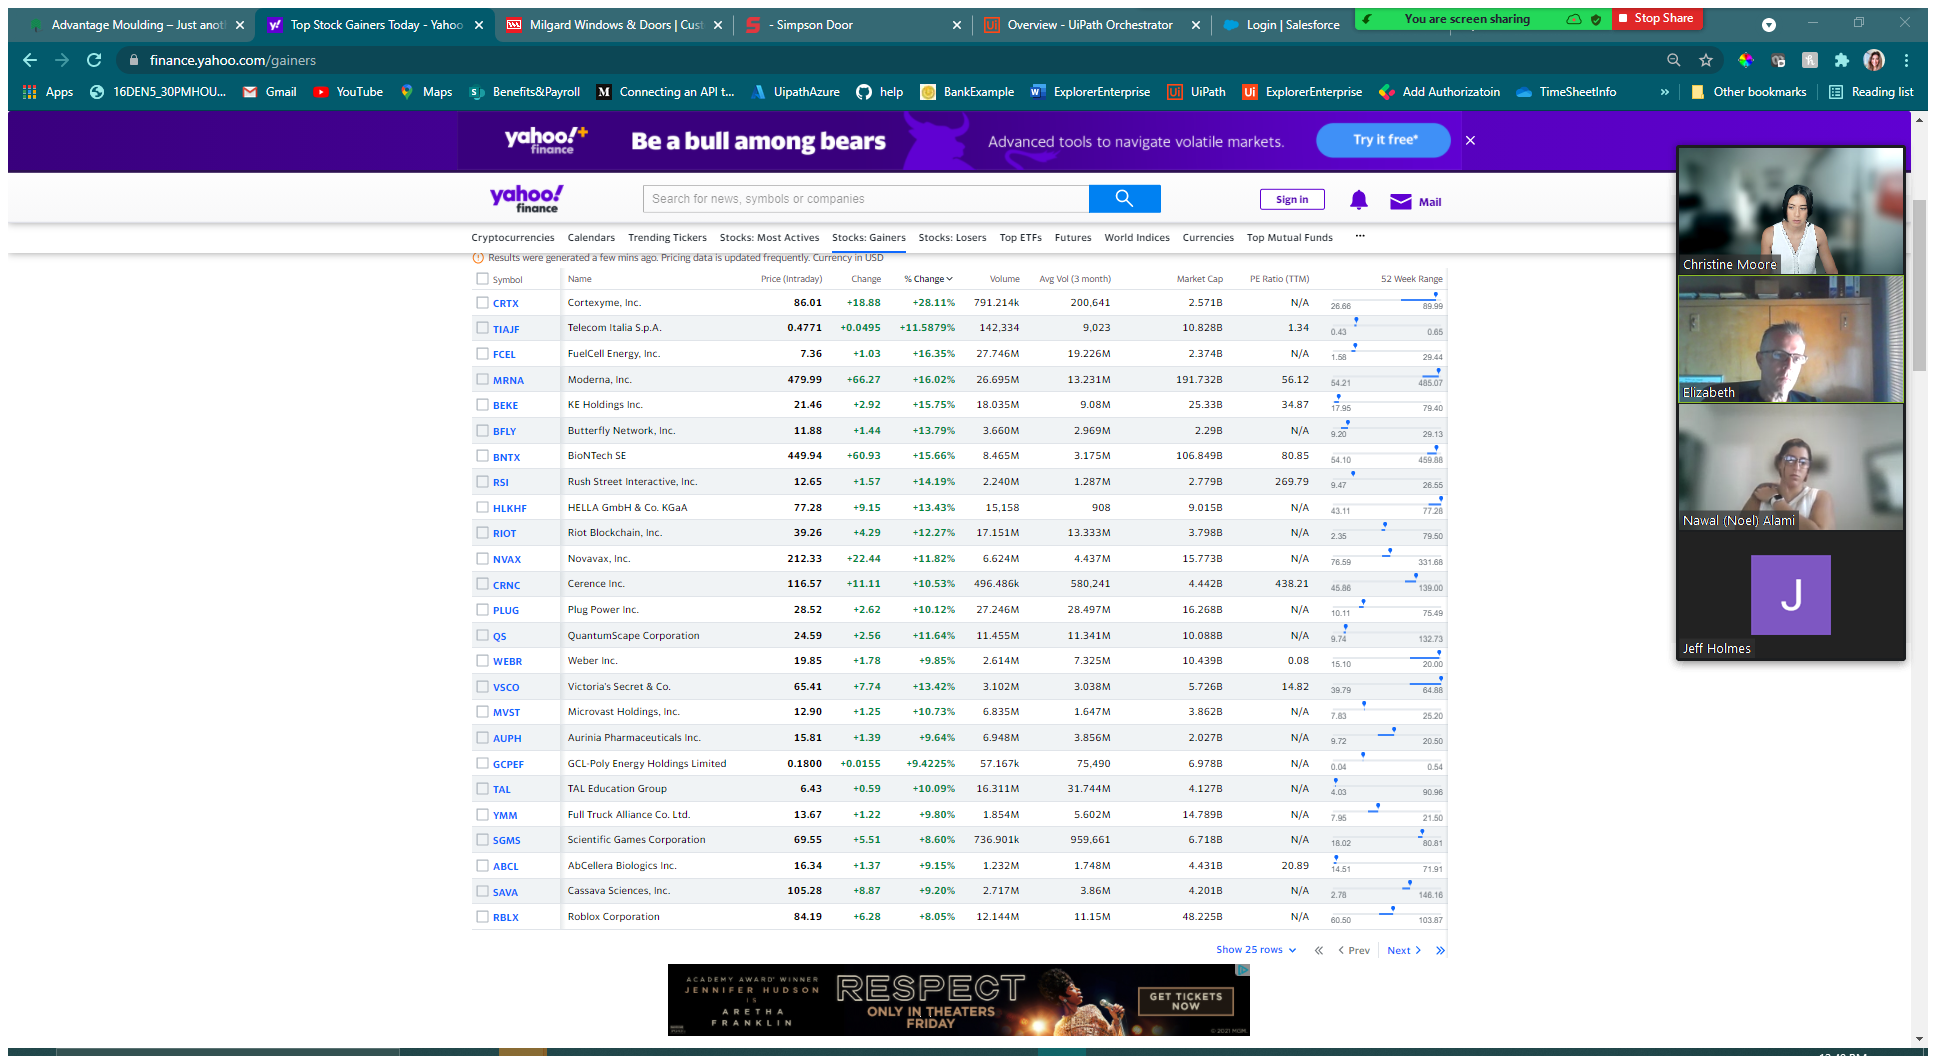 Advantage Moulding – Just anot
Top Stock Gainers Today - Yahoo
Milgard Windows & Doors | Cust
- Simpson Door
Overview - UiPath Orchestrator
Login | Salesforce
You are screen sharing
Stop Share
finance.yahoo.com/gainers
Apps 16DEN5_30PMHOU... Gmail YouTube Maps Benefits&Payroll Connecting an API t... UipathAzure help BankExample ExplorerEnterprise UiPath ExplorerEnterprise Add Authorizatoin TimeSheetInfo » Other bookmarks Reading list
yahoo!+ finance
Be a bull among bears
Advanced tools to navigate volatile markets.
Try it free*
yahoo! finance
Search for news, symbols or companies
Sign in
Mail
Cryptocurrencies Calendars Trending Tickers Stocks: Most Actives Stocks: Gainers Stocks: Losers Top ETFs Futures World Indices Currencies Top Mutual Funds ...
Results were generated a few mins ago. Pricing data is updated frequently. Currency in USD
Symbol Name Price (Intraday) Change % Change Volume Avg Vol (3 month) Market Cap PE Ratio (TTM) 52 Week Range
CRTX Cortexyme, Inc. 86.01 +18.88 +28.11% 791.214k 200,641 2.571B N/A 26.66 89.99
TIAJF Telecom Italia S.p.A. 0.4771 +0.0495 +11.5879% 142,334 9,023 10.828B 1.34 0.43 0.65
FCEL FuelCell Energy, Inc. 7.36 +1.03 +16.35% 27.746M 19.226M 2.374B N/A 1.58 29.44
MRNA Moderna, Inc. 479.99 +66.27 +16.02% 26.695M 13.231M 191.732B 56.12 54.21 485.07
BEKE KE Holdings Inc. 21.46 +2.92 +15.75% 18.035M 9.08M 25.33B 34.87 17.95 79.40
BFLY Butterfly Network, Inc. 11.88 +1.44 +13.79% 3.660M 2.969M 2.29B N/A 9.20 29.13
BNTX BioNTech SE 449.94 +60.93 +15.66% 8.465M 3.175M 106.849B 80.85 54.10 459.88
RSI Rush Street Interactive, Inc. 12.65 +1.57 +14.19% 2.240M 1.287M 2.779B 269.79 9.47 26.55
HLKHF HELLA GmbH & Co. KGaA 77.28 +9.15 +13.43% 15,158 908 9.015B N/A 43.11 77.28
RIOT Riot Blockchain, Inc. 39.26 +4.29 +12.27% 17.151M 13.333M 3.798B N/A 2.35 79.50
NVAX Novavax, Inc. 212.33 +22.44 +11.82% 6.624M 4.437M 15.773B N/A 76.59 331.68
CRNC Cerence Inc. 116.57 +11.11 +10.53% 496.486k 580,241 4.442B 438.21 45.86 139.00
PLUG Plug Power Inc. 28.52 +2.62 +10.12% 27.246M 28.497M 16.268B N/A 10.11 75.49
QS QuantumScape Corporation 24.59 +2.56 +11.64% 11.455M 11.341M 10.088B N/A 9.74 132.73
WEBR Weber Inc. 19.85 +1.78 +9.85% 2.614M 7.325M 10.439B 0.08 15.10 20.00
VSCO Victoria's Secret & Co. 65.41 +7.74 +13.42% 3.102M 3.038M 5.726B 14.82 39.79 64.88
MVST Microvast Holdings, Inc. 12.90 +1.25 +10.73% 6.835M 1.647M 3.862B N/A 7.83 25.20
AUPH Aurinia Pharmaceuticals Inc. 15.81 +1.39 +9.64% 6.948M 3.856M 2.027B N/A 9.72 20.50
GCPEF GCL-Poly Energy Holdings Limited 0.1800 +0.0155 +9.4225% 57.167k 75,490 6.978B N/A 0.04 0.54
TAL TAL Education Group 6.43 +0.59 +10.09% 16.311M 31.744M 4.127B N/A 4.03 90.96
YMM Full Truck Alliance Co. Ltd. 13.67 +1.22 +9.80% 1.854M 5.602M 14.789B N/A 7.95 21.50
SGMS Scientific Games Corporation 69.55 +5.51 +8.60% 736.901k 959,661 6.718B N/A 18.02 80.81
ABCL AbCellera Biologics Inc. 16.34 +1.37 +9.15% 1.232M 1.748M 4.431B 20.89 14.51 71.91
SAVA Cassava Sciences, Inc. 105.28 +8.87 +9.20% 2.717M 3.86M 4.201B N/A 2.78 146.16
RBLX Roblox Corporation 84.19 +6.28 +8.05% 12.144M 11.15M 48.225B N/A 60.50 103.87
Show 25 rows Prev Next
Christine Moore
Elizabeth
Nawal (Noel) Alami
J
Jeff Holmes
ACADEMY AWARD® WINNER
JENNIFER HUDSON
IS
ARETHA
FRANKLIN
RESPECT
ONLY IN THEATERS
FRIDAY
GET TICKETS
NOW
© 2021 MGM.